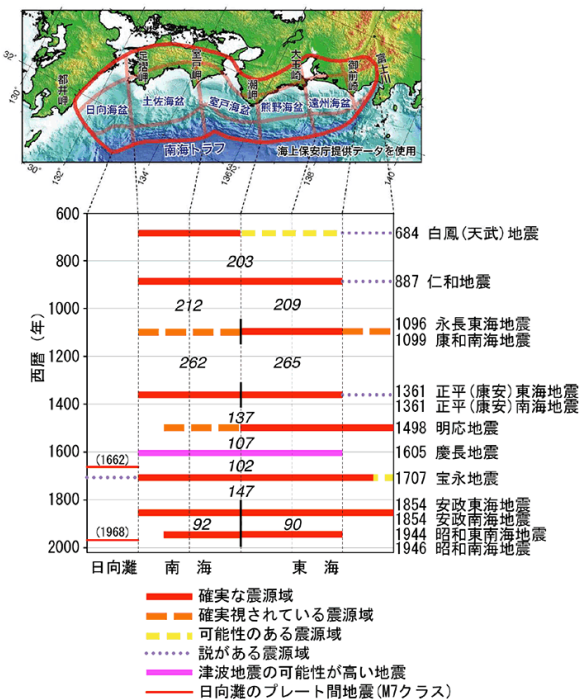 都井岬
足摺岬
室戸岬
潮岬
大王崎
御前崎
富士川
日向海盆
土佐海盆
室戸海盆
熊野海盆
遠州海盆
南海トラフ
海上保安庁提供データを使用
30°
132°
134°
136°
138°
140°
西暦(年)
600
800
1000
1200
1400
1600
1800
2000
203
212
209
262
265
137
107
102
147
92
90
(1662)
(1968)
684 白鳳(天武)地震
887 仁和地震
1096 永長東海地震
1099 康和南海地震
1361 正平(康安)東海地震
1361 正平(康安)南海地震
1498 明応地震
1605 慶長地震
1707 宝永地震
1854 安政東海地震
1854 安政南海地震
1944 昭和東南海地震
1946 昭和南海地震
日向灘 南海 東海
確実な震源域
確実視されている震源域
可能性のある震源域
説がある震源域
津波地震の可能性が高い地震
日向灘のプレート間地震(M7クラス)